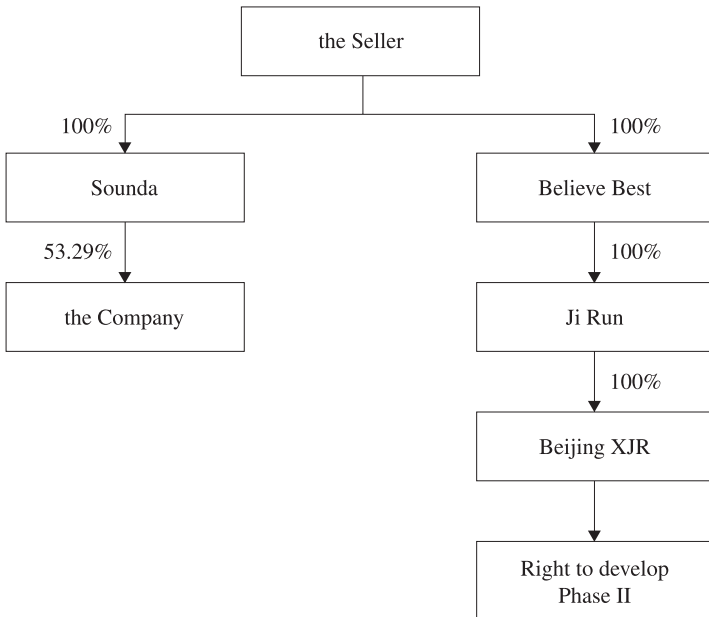 the Seller
100%
100%
Sounda
Believe Best
53.29%
100%
the Company
Ji Run
100%
Beijing XJR
Right to develop
Phase II